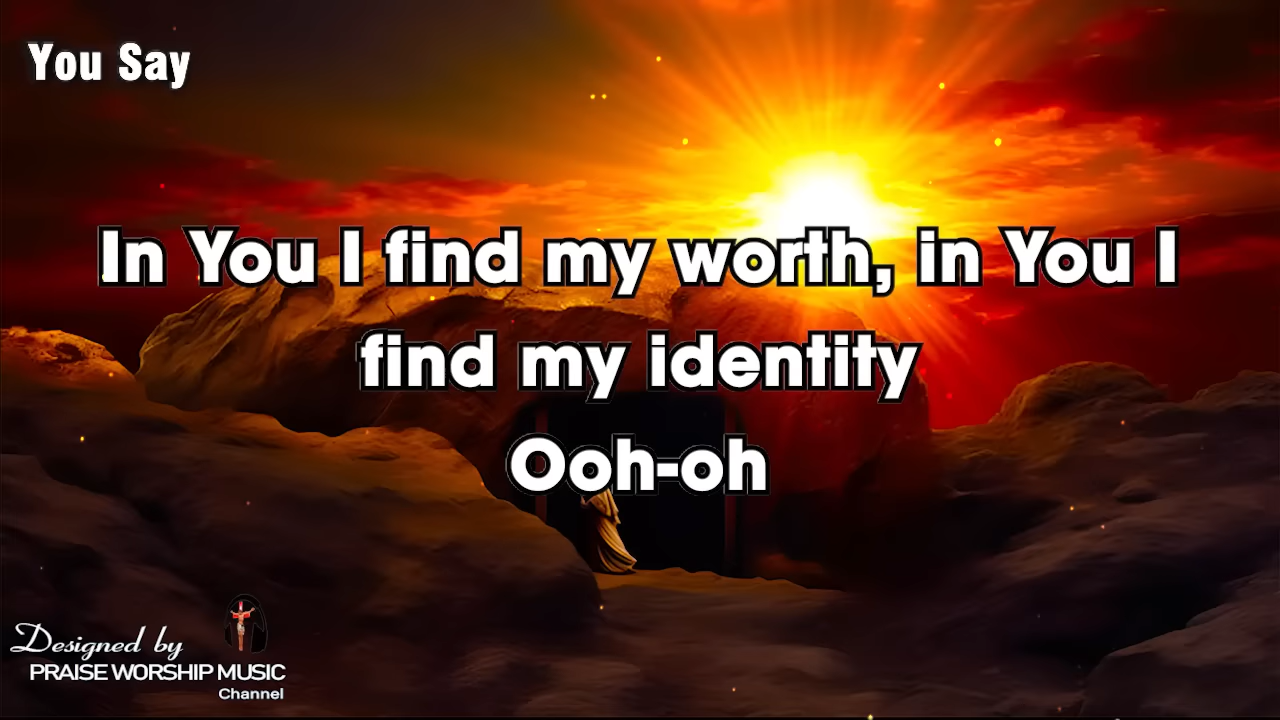 You Say
In You I find my worth, in You I
find my identity
Ooh-oh
Designed by
PRAISE WORSHIP MUSIC
Channel